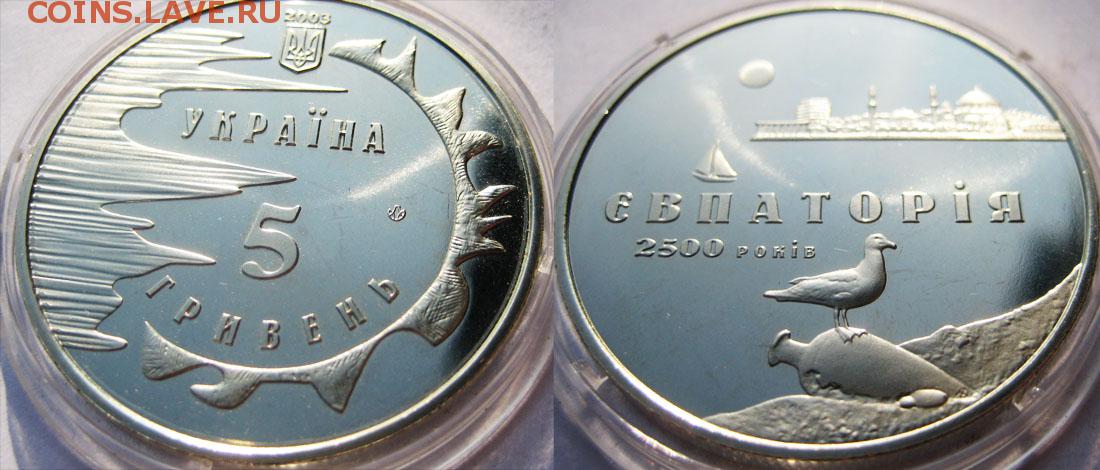 COINS.LAVE.RU
2003
УКРАЇНА
5
ГРИВЕНЬ
ЄВПАТОРІЯ
2500 РОКІВ